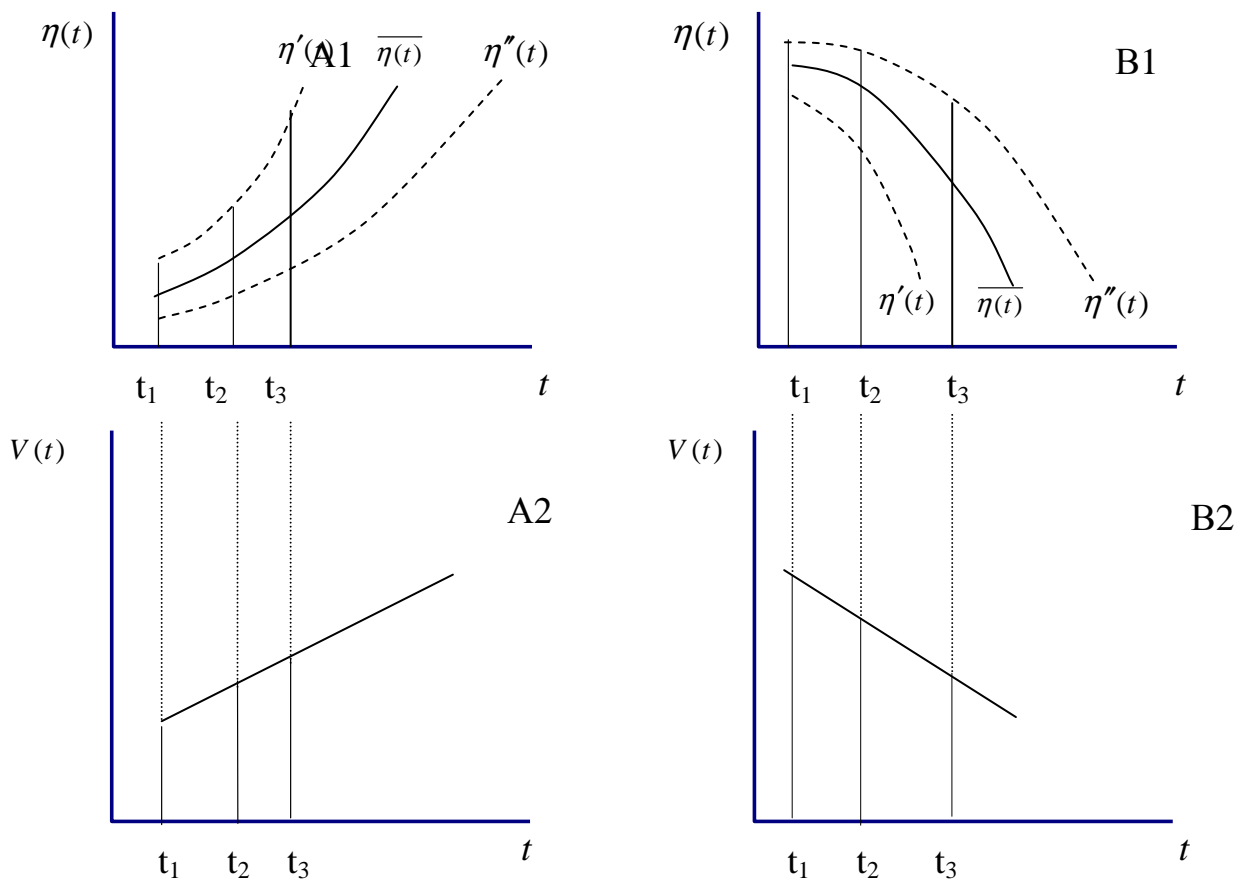 η(t) η′(t) A1 η(t)̅ η″(t)
t₁ t₂ t₃ t
η(t) B1
η′(t) η(t)̅ η″(t)
t₁ t₂ t₃ t
V(t) A2
t₁ t₂ t₃ t
V(t) B2
t₁ t₂ t₃ t